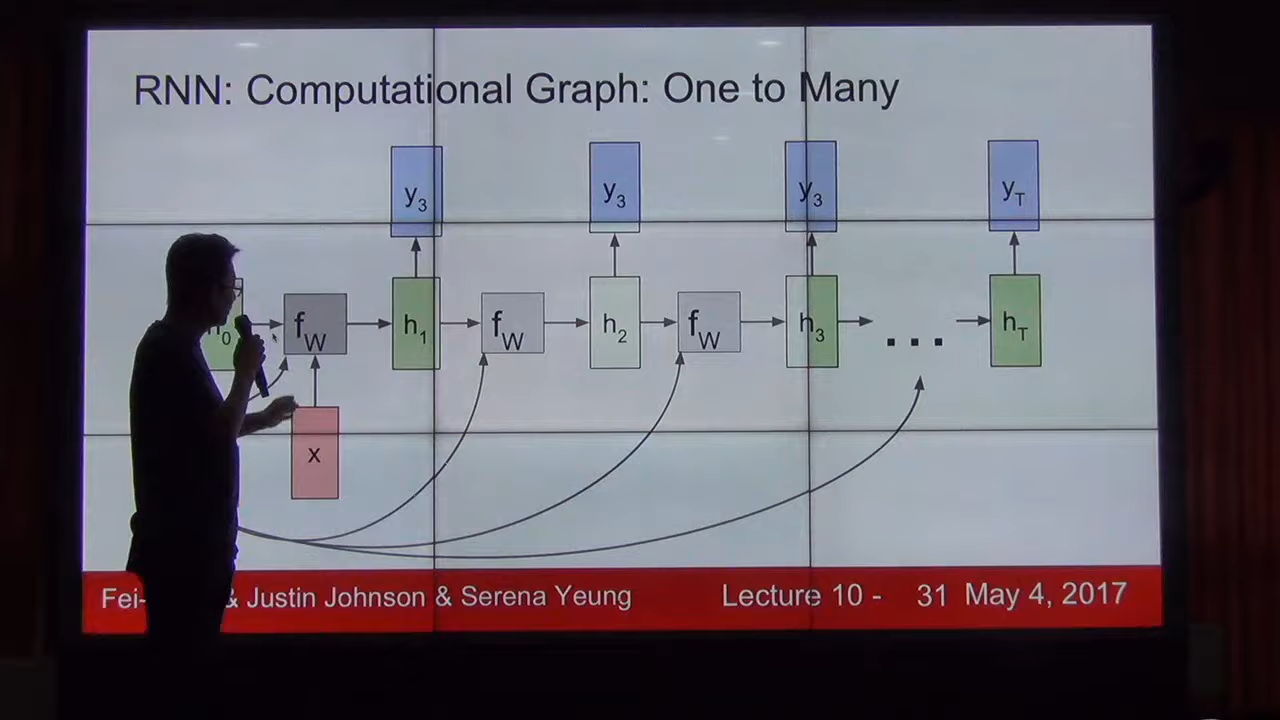 RNN: Computational Graph: One to Many
y3 y3 y3 yT
h0 fW h1 fW h2 fW h3 ... hT
x
Fei- & Justin Johnson & Serena Yeung Lecture 10 - 31 May 4, 2017